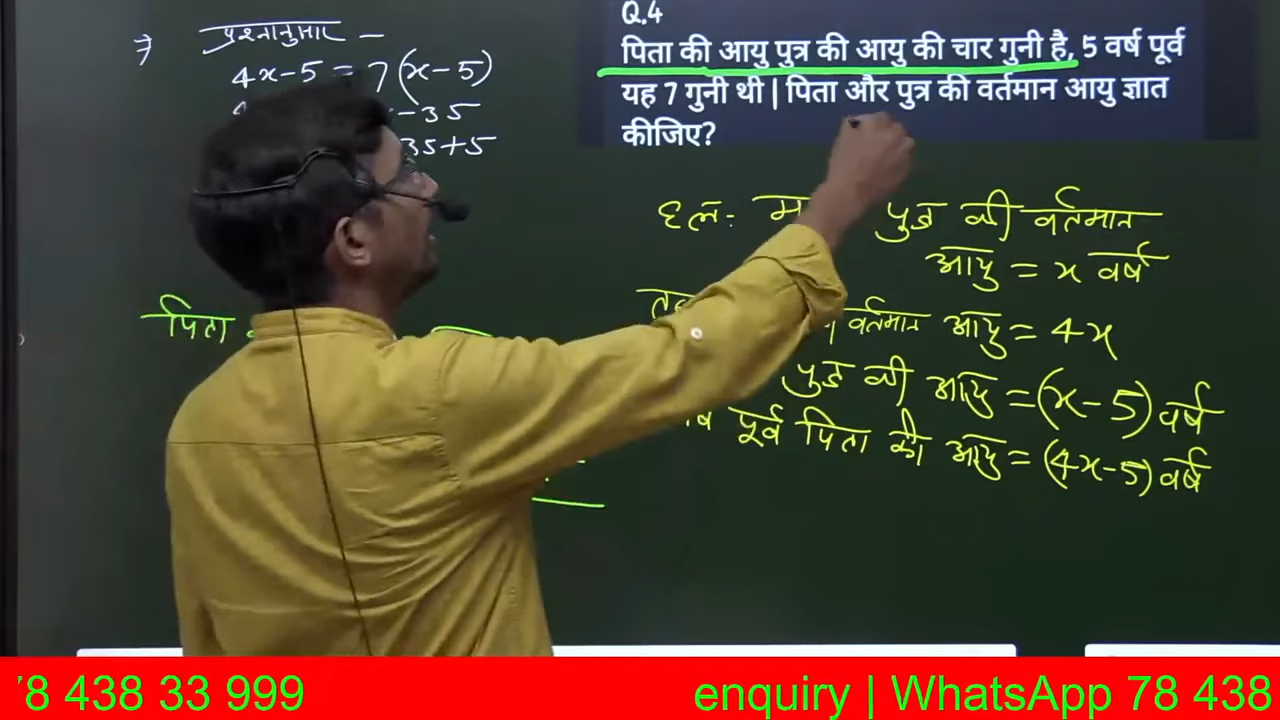 Q.4
पिता की आयु पुत्र की आयु की चार गुनी है, 5 वर्ष पूर्व
यह 7 गुनी थी | पिता और पुत्र की वर्तमान आयु ज्ञात
कीजिए?
⇒ प्रश्नानुसार –
4x-5 = 7(x-5)
-35
35+5
पिता
हल:- पुत्र की वर्तमान
आयु = x वर्ष
वर्तमान आयु = 4x
पुत्र की आयु = (x-5) वर्ष
पूर्व पिता की आयु = (4x-5) वर्ष
78 438 33 999
enquiry | WhatsApp 78 438